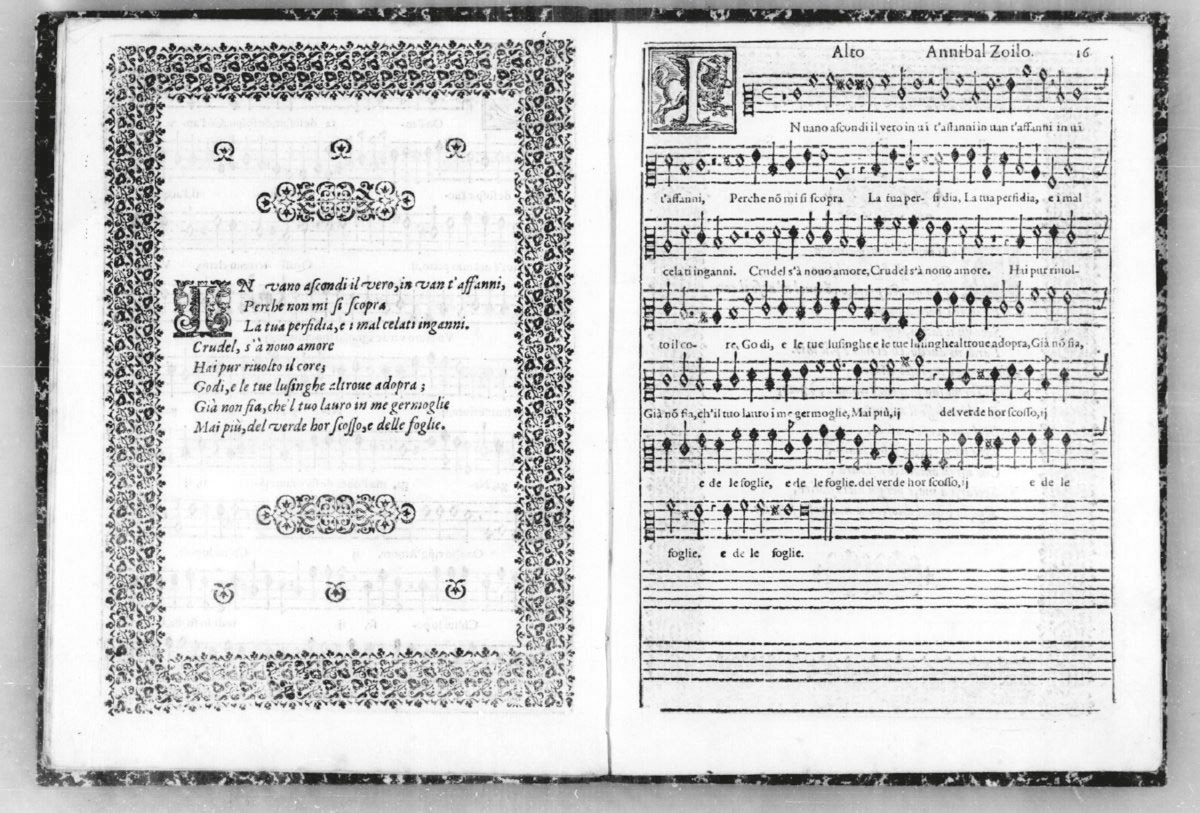 IN vano ascondi il vero, in van t'affanni,
Perche non mi si scopra
La tua perfidia, e i mal celati inganni.
Crudel, s'à nouo amore
Hai pur riuolto il core;
Godi, e le tue lusinghe altroue adopra;
Già non fia, che'l tuo lauro in me germoglie
Mai più, del verde hor scosso, e delle foglie.
Alto Annibal Zoilo. 16
IN uano ascondi il vero in uā t'affanni in uan t'affanni in uā
t'affanni, Perche nō mi si scopra La tua per- fidia, La tua perfidia, e i mal
celati inganni. Crudel s'à nouo amore, Crudel s'à nouo amore. Hai pur riuol-
to il co- re, Godi, e le tue lusinghe e le tue lusinghe altroue adopra, Già nō fia,
Già nō fia, ch'il tuo lauro i me germoglie, Mai più, ij del verde hor scosso, ij
e de le foglie, e de le foglie. del verde hor scosso, ij e de le
foglie. e de le foglie.